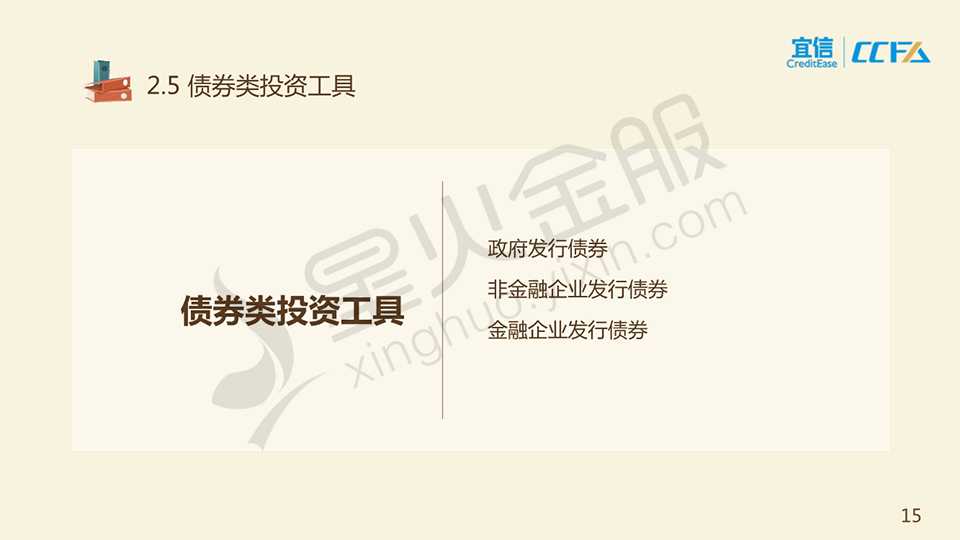 宜信
CreditEase
CCFA
2.5 债券类投资工具
星火金服
xinghuo.yixin.com
债券类投资工具
政府发行债券
非金融企业发行债券
金融企业发行债券
15